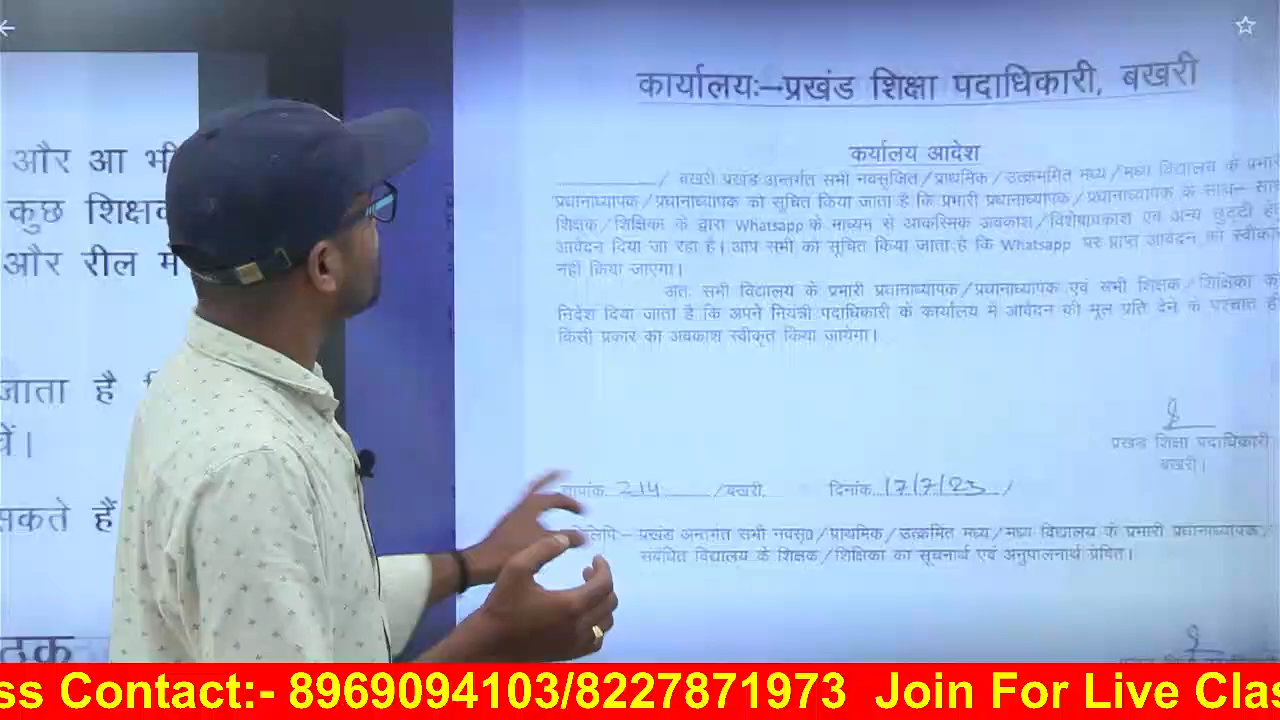 और आ भी
कुछ शिक्षक
और रील में
जाता है
सकते हैं
कार्यालयः–प्रखंड शिक्षा पदाधिकारी, बखरी
कर्यालय आदेश
/ बखरी प्रखंड अन्तर्गत सभी नवसृजित/प्राथमिक/उत्क्रममित मध्य/मध्य विद्यालय के प्रभारी
प्रधानाध्यापक/प्रधानाध्यापक को सूचित किया जाता है कि प्रभारी प्रधानाध्यापक/प्रधानाध्यापक के साथ–
शिक्षक/शिक्षिका के द्वारा Whatsapp के माध्यम से आकस्मिक अवकाश/विशेषावकाश एवं अन्य छुट्टी
आवेदन दिया जा रहा है। आप सभी को सूचित किया जाता है कि Whatsapp पर प्राप्त आवेदन को स्वीकार
नहीं किया जाएगा।
अतः सभी विद्यालय के प्रभारी प्रधानाध्यापक/प्रधानाध्यापक एवं सभी शिक्षक/शिक्षिका को
निदेश दिया जाता है कि अपने नियंत्री पदाधिकारी के कार्यालय में आवेदन की मूल प्रति देने के पश्चात ही
किसी प्रकार का अवकाश स्वीकृत किया जायेगा।
प्रखंड शिक्षा पदाधिकारी
बखरी।
ज्ञापांक 214 /बखरी, दिनांक 17/7/23 /
प्रखंड अन्तर्गत सभी नवसृ0/प्राथमिक/उत्क्रमित मध्य/मध्य विद्यालय के प्रभारी प्रधानाध्यापक/
संबंधित विद्यालय के शिक्षक/शिक्षिका को सूचनार्थ एवं अनुपालनार्थ प्रेषित।
ss Contact:- 8969094103/8227871973 Join For Live Clas